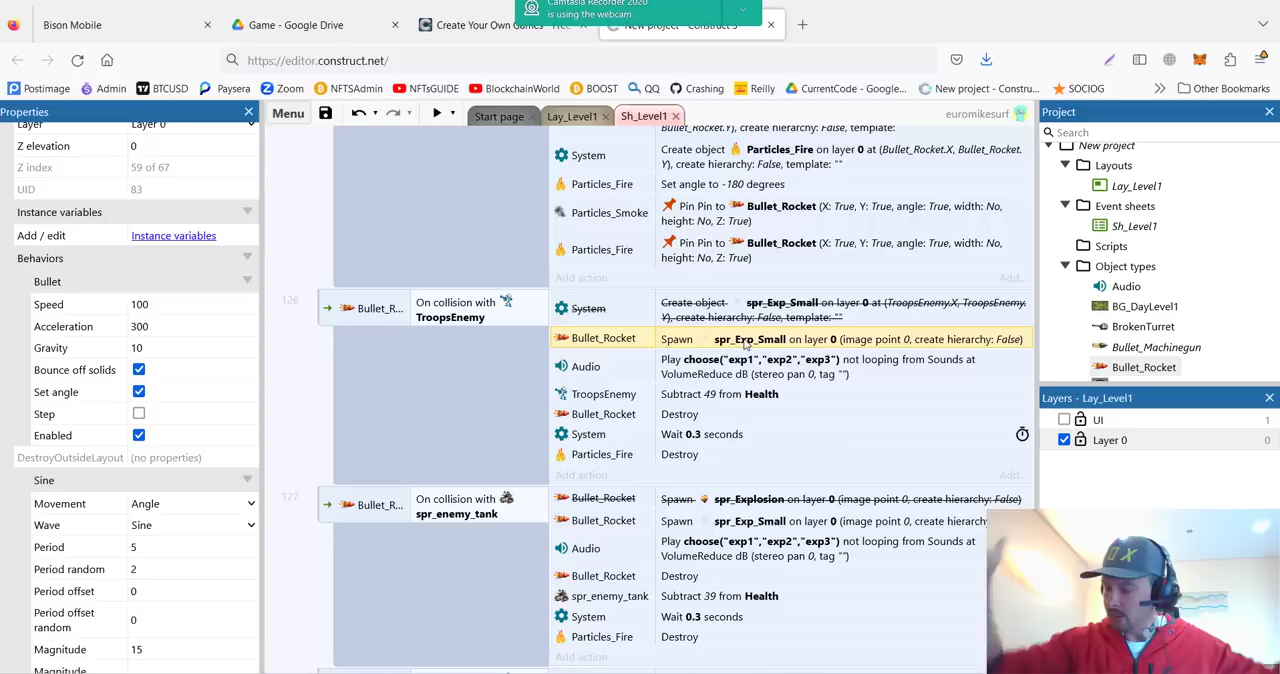 Camtasia Recorder 2020
is using the webcam
Bison Mobile
Game - Google Drive
Create Your Own Games - Free
New project - Construct 3
https://editor.construct.net/
Postimage
Admin
BTCUSD
Paysera
Zoom
NFTSAdmin
NFTsGUIDE
BlockchainWorld
BOOST
QQ
Crashing
Reilly
CurrentCode - Google...
New project - Constru...
SOCIOG
Other Bookmarks
Properties
Menu
Start page
Lay_Level1
Sh_Level1
euromikesurf
Project
Layer
Layer 0
Z elevation
0
Z index
59 of 67
UID
83
Instance variables
Add / edit
Instance variables
Behaviors
Bullet
Speed
100
Acceleration
300
Gravity
10
Bounce off solids
Set angle
Step
Enabled
DestroyOutsideLayout
(no properties)
Sine
Movement
Angle
Wave
Sine
Period
5
Period random
2
Period offset
0
Period offset
random
0
Magnitude
15
Magnitude
Bullet_Rocket.Y), create hierarchy: False, template:
System
Create object Particles_Fire on layer 0 at (Bullet_Rocket.X, Bullet_Rocket.
Y), create hierarchy: False, template: ""
Particles_Fire
Set angle to -180 degrees
Particles_Smoke
Pin Pin to Bullet_Rocket (X: True, Y: True, angle: True, width: No,
height: No, Z: True)
Particles_Fire
Pin Pin to Bullet_Rocket (X: True, Y: True, angle: True, width: No,
height: No, Z: True)
Add action
Add...
126
Bullet_R...
On collision with
TroopsEnemy
System
Create object spr_Exp_Small on layer 0 at (TroopsEnemy.X, TroopsEnemy.
Y), create hierarchy: False, template: ""
Bullet_Rocket
Spawn spr_Exp_Small on layer 0 (image point 0, create hierarchy: False)
Audio
Play choose("exp1","exp2","exp3") not looping from Sounds at
VolumeReduce dB (stereo pan 0, tag "")
TroopsEnemy
Subtract 49 from Health
Bullet_Rocket
Destroy
System
Wait 0.3 seconds
Particles_Fire
Destroy
Add action
Add...
127
Bullet_R...
On collision with
spr_enemy_tank
Bullet_Rocket
Spawn spr_Explosion on layer 0 (image point 0, create hierarchy: False)
Bullet_Rocket
Spawn spr_Exp_Small on layer 0 (image point 0, create hierarchy
Audio
Play choose("exp1","exp2","exp3") not looping from Sounds at
VolumeReduce dB (stereo pan 0, tag "")
Bullet_Rocket
Destroy
spr_enemy_tank
Subtract 39 from Health
System
Wait 0.3 seconds
Particles_Fire
Destroy
Add action
Search
New project
Layouts
Lay_Level1
Event sheets
Sh_Level1
Scripts
Object types
Audio
BG_DayLevel1
BrokenTurret
Bullet_Machinegun
Bullet_Rocket
Layers - Lay_Level1
UI
1
Layer 0
0